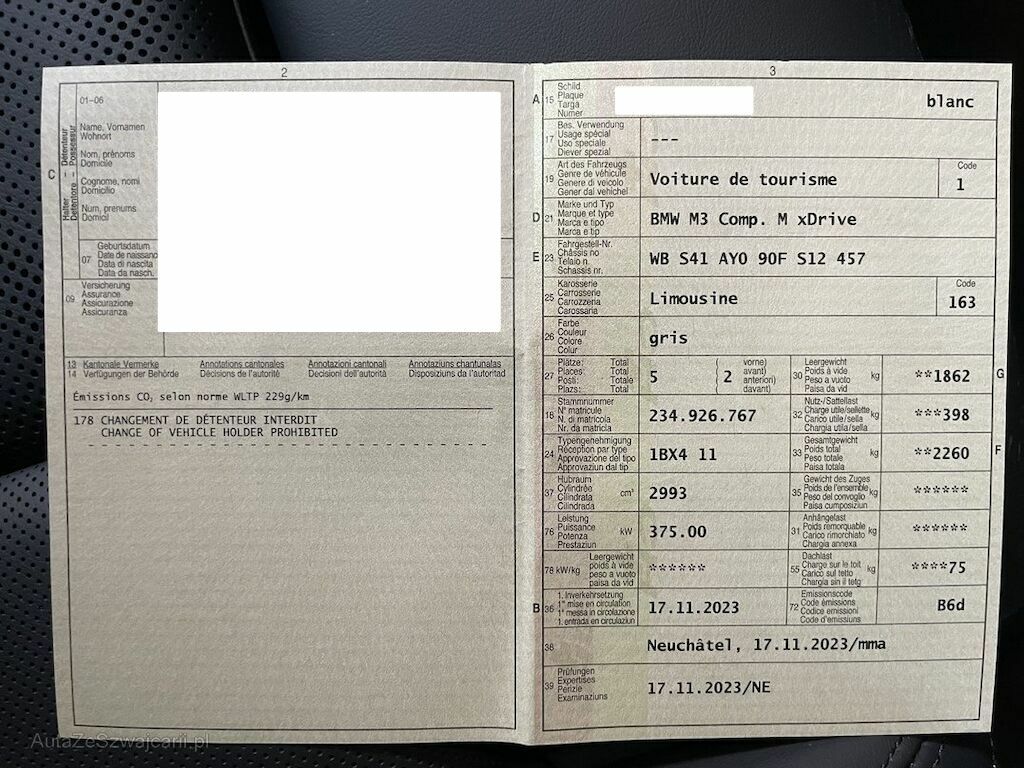 2
01-06
Halter – Détenteur
Detentore – Possessur
C
Name, Vornamen
Wohnort
Nom, prénoms
Domicile
Cognome, nomi
Domicilio
Num, prenums
Domicil
07
Geburtsdatum
Date de naissanc
Data di nascita
Data da nasch.
09
Versicherung
Assurance
Assicurazione
Assicuranza
13 Kantonale Vermerke Annotations cantonales Annotazioni cantonali Annotaziuns chantunalas
14 Verfügungen der Behörde Décisions de l'autorité Decisioni dell'autorità Disposiziuns da l'autoritad
Émissions CO₂ selon norme WLTP 229g/km
178 CHANGEMENT DE DÉTENTEUR INTERDIT
CHANGE OF VEHICLE HOLDER PROHIBITED
3
A 15
Schild
Plaque
Targa
Numer
blanc
17
Bes. Verwendung
Usage spécial
Uso speciale
Diever spezial
---
19
Art des Fahrzeugs
Genre de véhicule
Genere di veicolo
Gener dal vehichel
Voiture de tourisme
Code
1
D 21
Marke und Typ
Marque et type
Marca e tipo
Marca e tip
BMW M3 Comp. M xDrive
E 23
Fahrgestell-Nr.
Châssis no
Telaio n.
Schassis nr.
WB S41 AY0 90F S12 457
25
Karosserie
Carrosserie
Carrozzeria
Carossaria
Limousine
Code
163
26
Farbe
Couleur
Colore
Colur
gris
27
Plätze: Total
Places: Total
Posti: Totale
Plazs: Total
5
( vorne)
( 2 avant)
( anteriori)
( davant)
30
Leergewicht
Poids à vide
Peso a vuoto
Paisa da vid
kg
**1862
G
18
Stammnummer
N° matricule
N. di matricola
Nr. da matricla
234.926.767
32
Nutz-/Sattellast
Charge utile/sellette
Carico utile/sella
Chargia utila/sella
kg
***398
24
Typengenehmigung
Réception par type
Approvazione del tipo
Approvaziun dal tip
1BX4 11
33
Gesamtgewicht
Poids total
Peso totale
Paisa totala
kg
**2260
F
37
Hubraum
Cylindrée
Cilindrata
Cilindrada
cm³
2993
35
Gewicht des Zuges
Poids de l'ensemble
Peso del convoglio
Paisa cumposiziun
kg
******
76
Leistung
Puissance
Potenza
Prestaziun
kW
375.00
31
Anhängelast
Poids remorquable
Carico rimorchiato
Chargia annexa
kg
******
78 kW/kg
Leergewicht
poids à vide
peso a vuoto
paisa da vid
******
55
Dachlast
Charge sur le toit
Carico sul tetto
Chargia sin il tetg
kg
****75
B 36
1. Inverkehrsetzung
1re mise en circulation
1a messa in circolazione
1. entrada en circulaziun
17.11.2023
72
Emissionscode
Code émissions
Codice emissioni
Code d'emissiuns
B6d
38
Neuchâtel, 17.11.2023/mma
39
Prüfungen
Expertises
Perizie
Examinaziuns
17.11.2023/NE
AutaZeSzwajcarii.pl